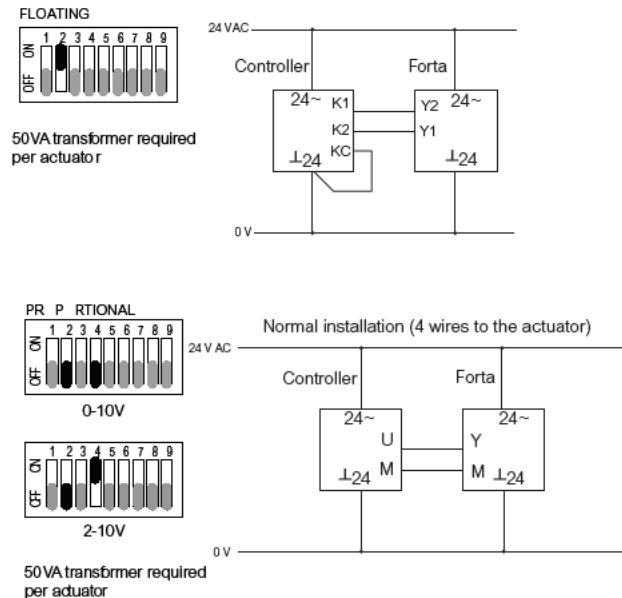 FLOATING
1 2 3 4 5 6 7 8 9
ON
OFF
50VA transformer required
per actuator
24 VAC
Controller
Forta
24~ K1
K2
KC
⊥24
Y2 24~
Y1
⊥24
0 V
PR P RTIONAL
1 2 3 4 5 6 7 8 9
ON
OFF
0-10V
1 2 3 4 5 6 7 8 9
ON
OFF
2-10V
50VA transformer required
per actuator
Normal installation (4 wires to the actuator)
24 V AC
Controller
Forta
24~
U
M
⊥24
24~
Y
M ⊥24
0 V